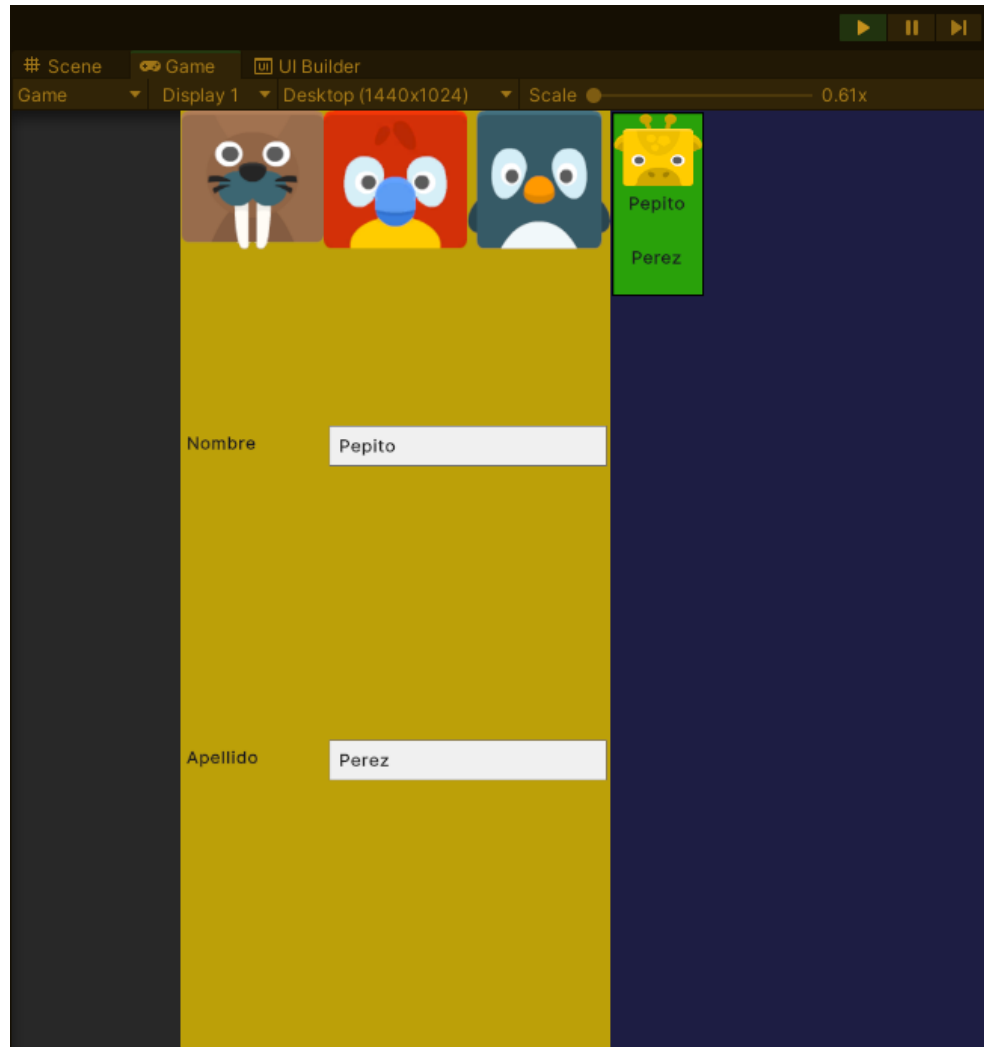 Scene Game UI Builder
Game Display 1 Desktop (1440x1024) Scale 0.61x
Pepito
Perez
Nombre Pepito
Apellido Perez